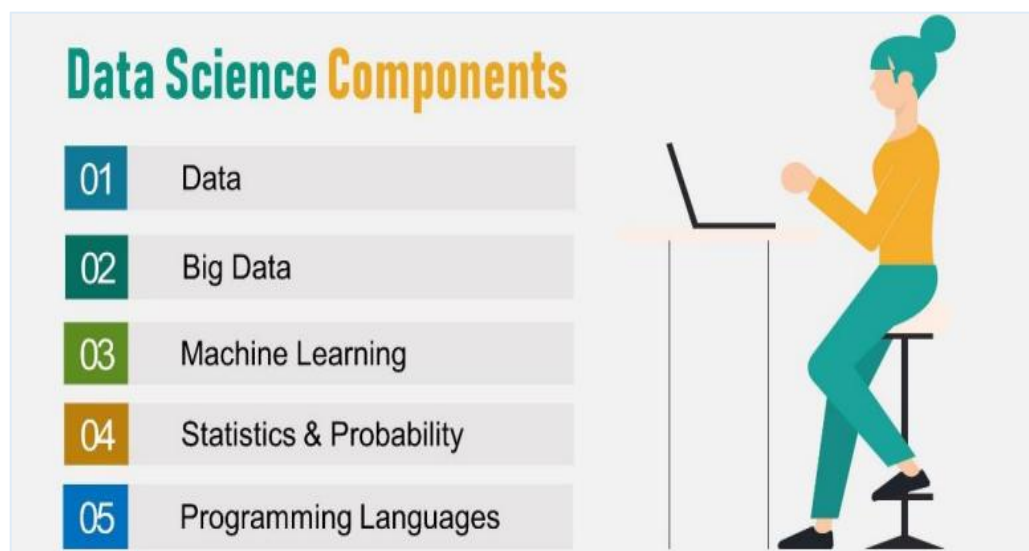 Data Science Components
01 Data
02 Big Data
03 Machine Learning
04 Statistics & Probability
05 Programming Languages